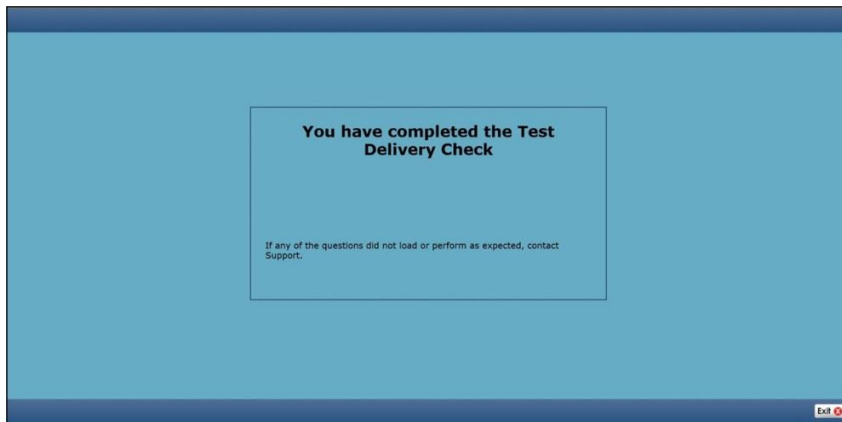 You have completed the Test
Delivery Check
If any of the questions did not load or perform as expected, contact
Support.
Exit